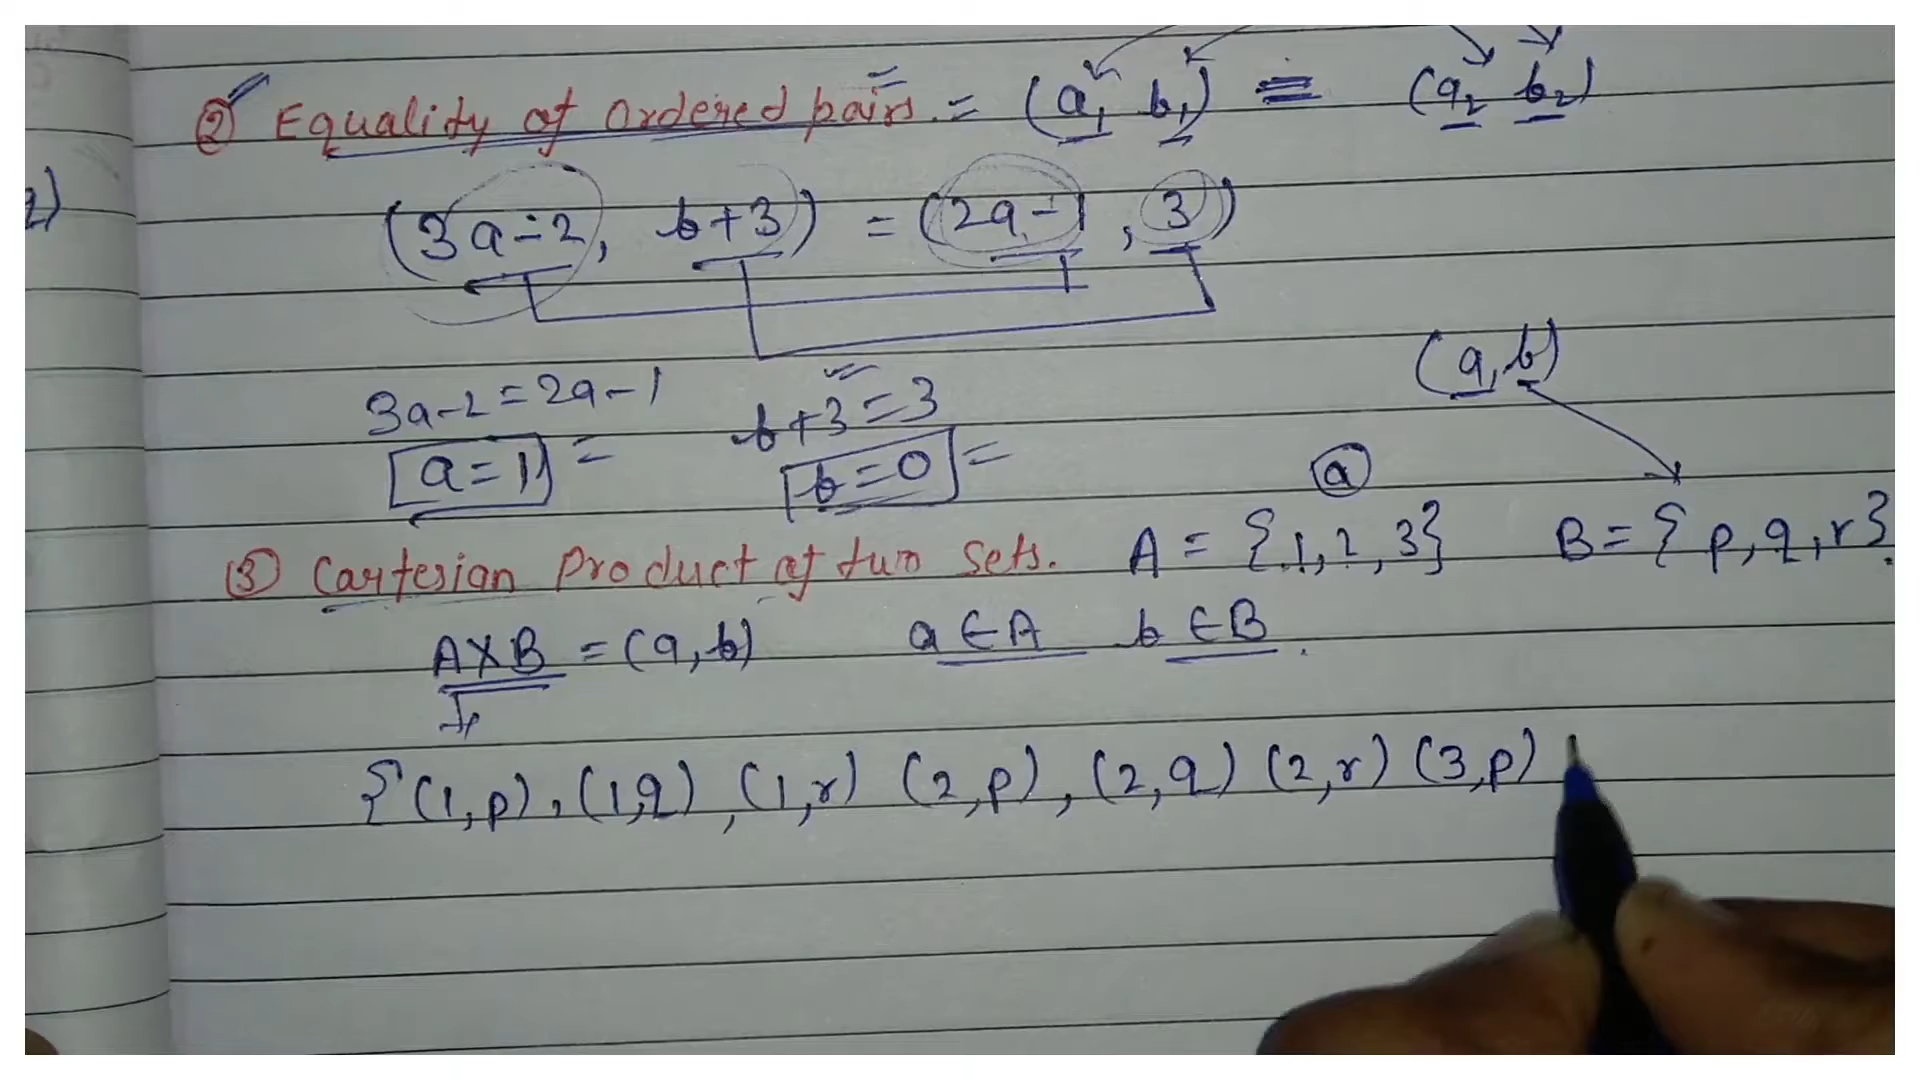 ② Equality of Ordered pairs. = (a₁ b₁) = (a₂ b₂)
(3a-2, b+3) = (2a-1, 3)
(a,b)
3a-2=2a-1 b+3=3
a=1 = b=0 =
a
③ Cartesian Product of two Sets. A = {1,2,3} B={p,q,r}.
A×B = (a,b) a∈A b∈B.
{(1,p), (1,q), (1,r) (2,p), (2,q) (2,r) (3,p)